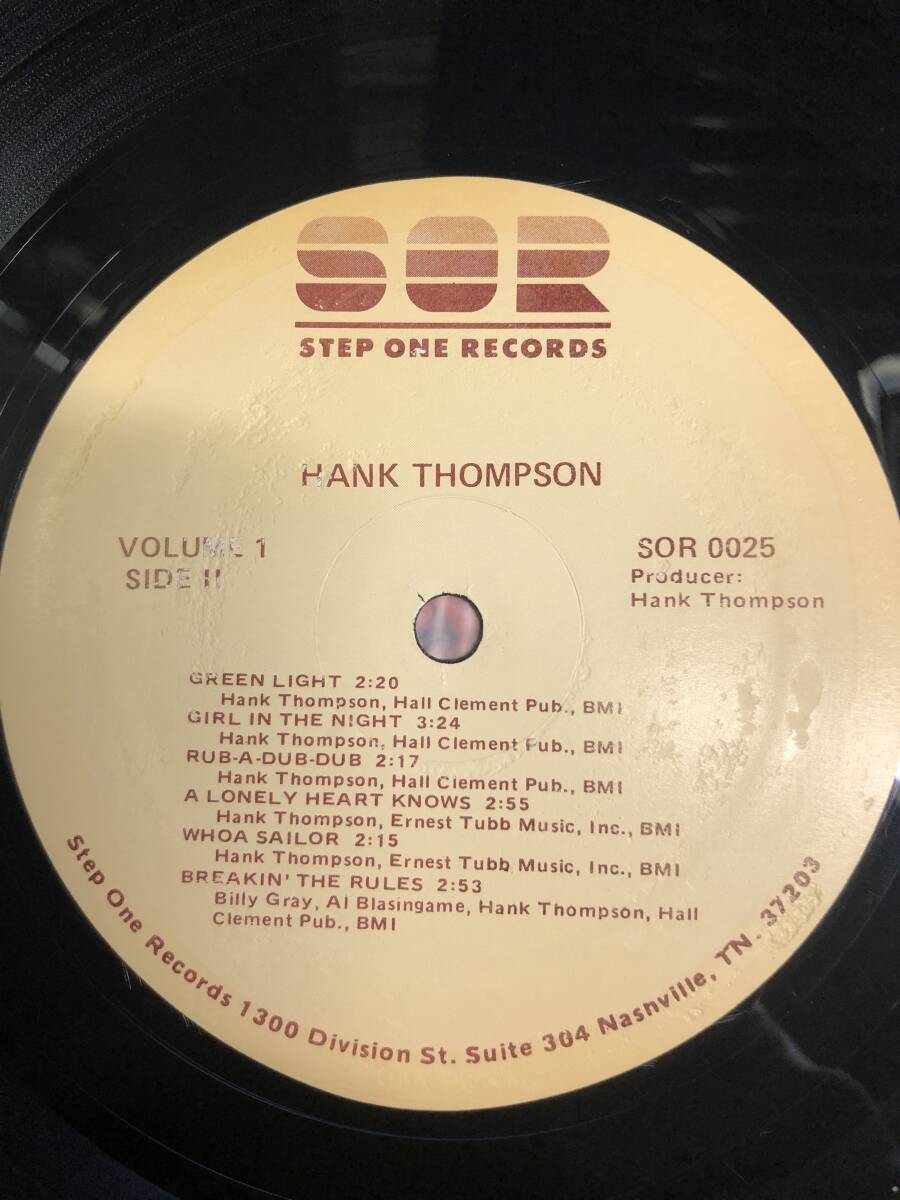 SOR
STEP ONE RECORDS
HANK THOMPSON
VOLUME 1
SIDE II
SOR 0025
Producer:
Hank Thompson
GREEN LIGHT 2:20
Hank Thompson, Hall Clement Pub., BMI
GIRL IN THE NIGHT 3:24
Hank Thompson, Hall Clement Pub., BMI
RUB-A-DUB-DUB 2:17
Hank Thompson, Hall Clement Pub., BMI
A LONELY HEART KNOWS 2:55
Hank Thompson, Ernest Tubb Music, Inc., BMI
WHOA SAILOR 2:15
Hank Thompson, Ernest Tubb Music, Inc., BMI
BREAKIN' THE RULES 2:53
Billy Gray, Al Blasingame, Hank Thompson, Hall
Clement Pub., BMI
Step One Records 1300 Division St. Suite 304 Nashville, TN. 37203